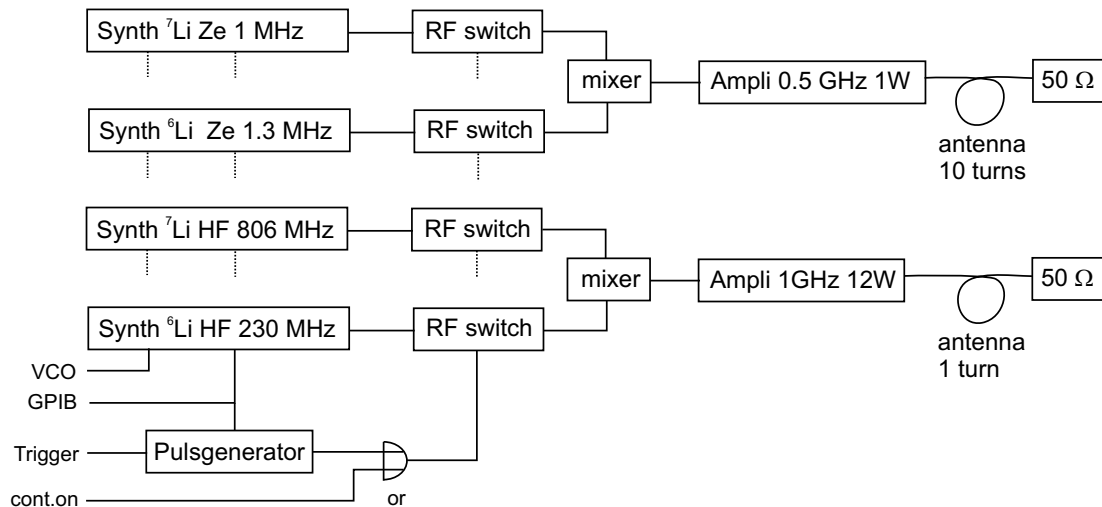 Synth ⁷Li Ze 1 MHz
RF switch
mixer
Ampli 0.5 GHz 1W
50 Ω
Synth ⁶Li Ze 1.3 MHz
RF switch
antenna
10 turns
Synth ⁷Li HF 806 MHz
RF switch
mixer
Ampli 1GHz 12W
50 Ω
Synth ⁶Li HF 230 MHz
RF switch
antenna
1 turn
VCO
GPIB
Trigger
Pulsgenerator
cont.on
or